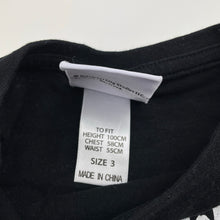 TO FIT
HEIGHT 100CM
CHEST 58CM
WAIST 55CM
SIZE 3
MADE IN CHINA